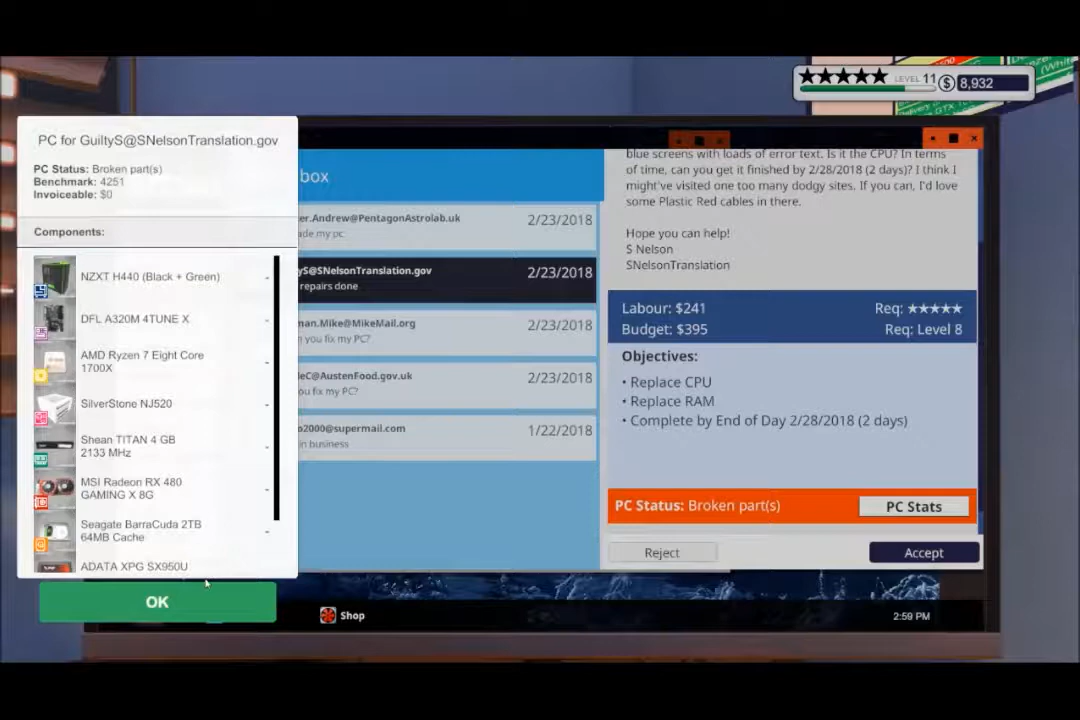 LEVEL 11
$ 8,932
PC for GuiltyS@SNelsonTranslation.gov
PC Status: Broken part(s)
Benchmark: 4251
Invoiceable: $0
Components:
NZXT H440 (Black + Green)
-
DFL A320M 4TUNE X
-
AMD Ryzen 7 Eight Core
1700X
-
SilverStone NJ520
-
Shean TITAN 4 GB
2133 MHz
-
MSI Radeon RX 480
GAMING X 8G
-
Seagate BarraCuda 2TB
64MB Cache
-
ADATA XPG SX950U
OK
box
er.Andrew@PentagonAstrolab.uk
2/23/2018
ade my pc
yS@SNelsonTranslation.gov
2/23/2018
repairs done
man.Mike@MikeMail.org
2/23/2018
n you fix my PC?
leC@AustenFood.gov.uk
2/23/2018
ou fix my PC?
o2000@supermail.com
1/22/2018
in business
blue screens with loads of error text. Is it the CPU? In terms
of time, can you get it finished by 2/28/2018 (2 days)? I think I
might've visited one too many dodgy sites. If you can, I'd love
some Plastic Red cables in there.
Hope you can help!
S Nelson
SNelsonTranslation
Labour: $241
Req: ★★★★★
Budget: $395
Req: Level 8
Objectives:
• Replace CPU
• Replace RAM
• Complete by End of Day 2/28/2018 (2 days)
PC Status: Broken part(s)
PC Stats
Reject
Accept
Shop
2:59 PM